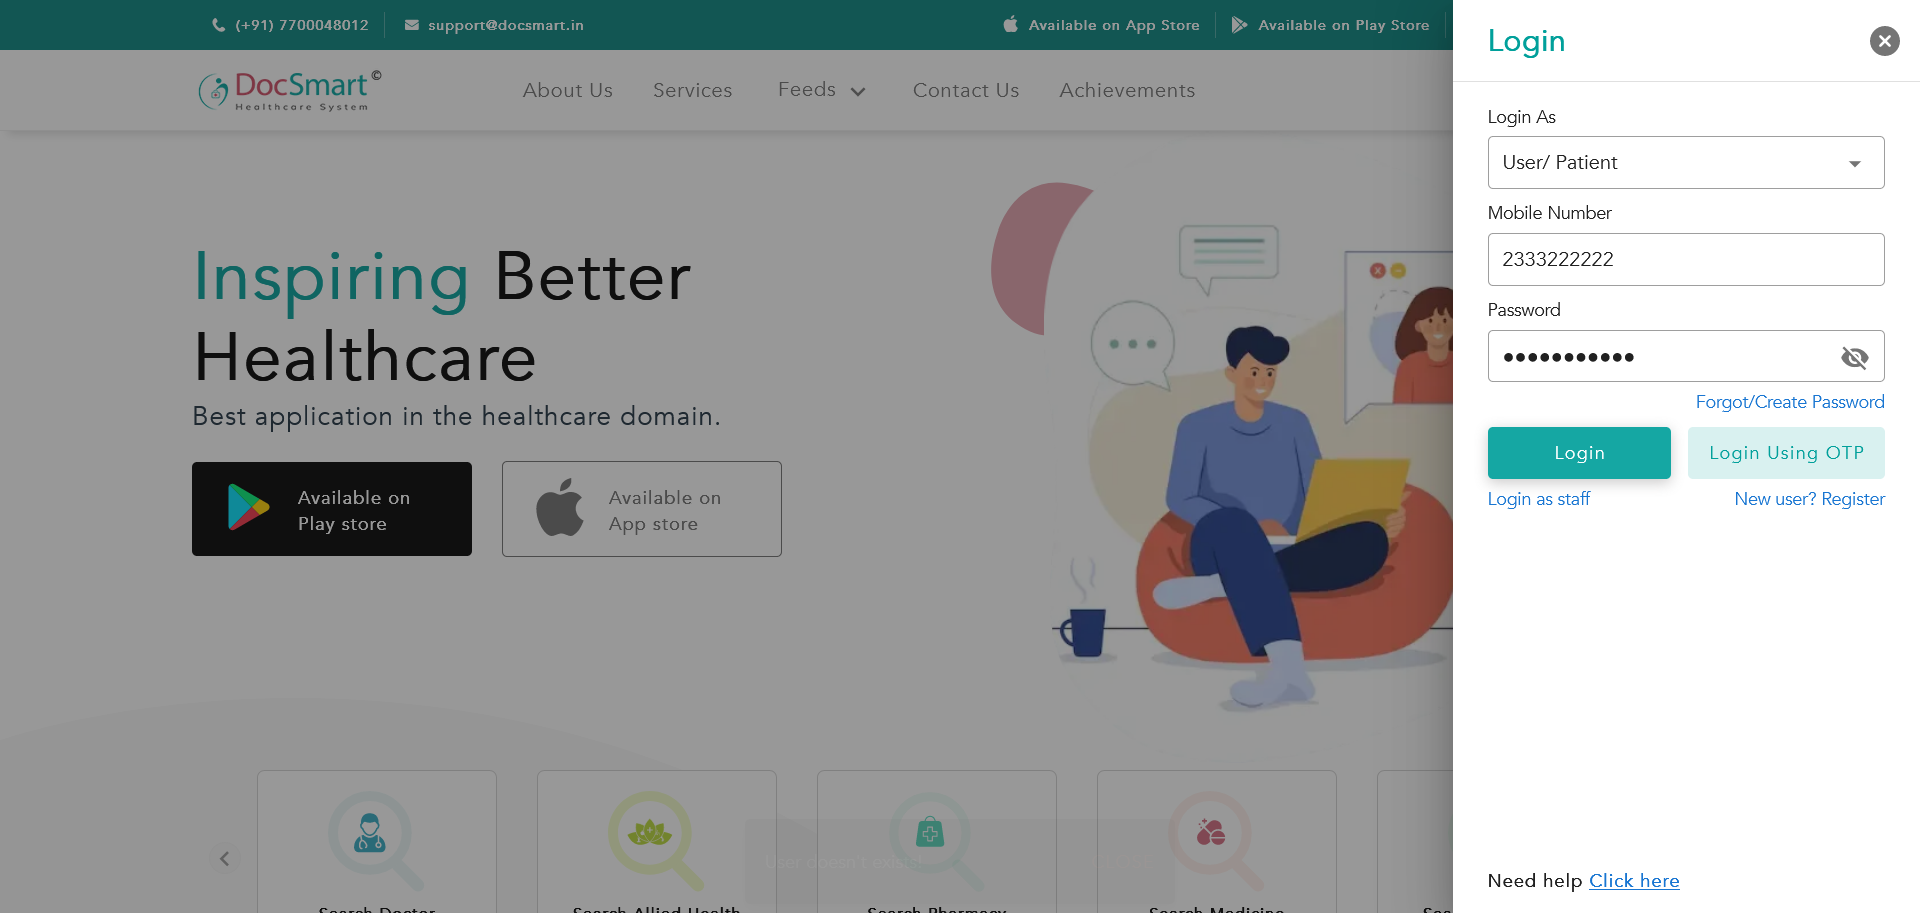 (+91) 7700048012
support@docsmart.in
Available on App Store
Available on Play Store
DocSmart©
Healthcare System
About Us
Services
Feeds
Contact Us
Achievements
Inspiring Better
Healthcare
Best application in the healthcare domain.
Available on
Play store
Available on
App store
User doesn't exists!
Search Doctor
Search Allied Health
Search Pharmacy
Search Medicine
Login
Login As
User/ Patient
Mobile Number
2333222222
Password
Forgot/Create Password
Login
Login Using OTP
Login as staff
New user? Register
Need help Click here